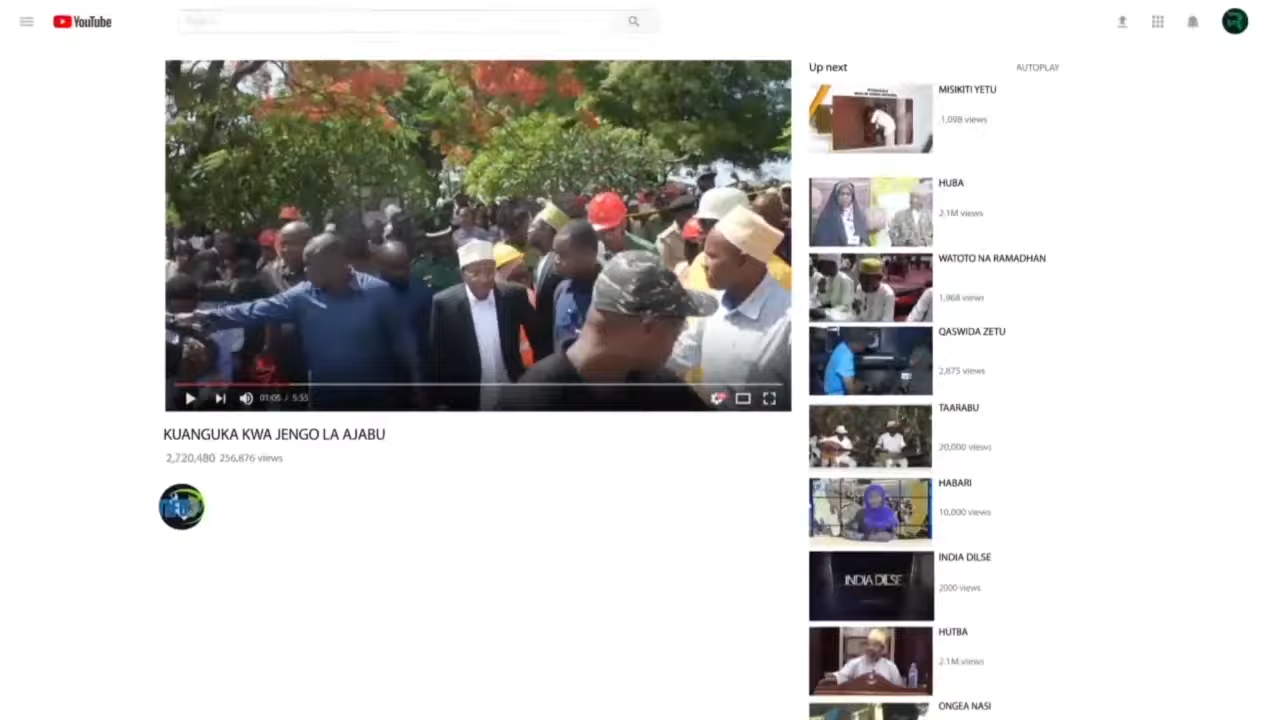 YouTube
KUANGUKA KWA JENGO LA AJABU
2,720,480 256,876 views
01:06 / 5:55
Up next
AUTOPLAY
MISIKITI YETU
1,098 views
HUBA
2.1M views
WATOTO NA RAMADHAN
1,968 views
QASWIDA ZETU
2,875 views
TAARABU
20,000 views
HABARI
10,000 views
INDIA DILSE
2000 views
INDIA DILSE
HUTBA
2.1M views
ONGEA NASI